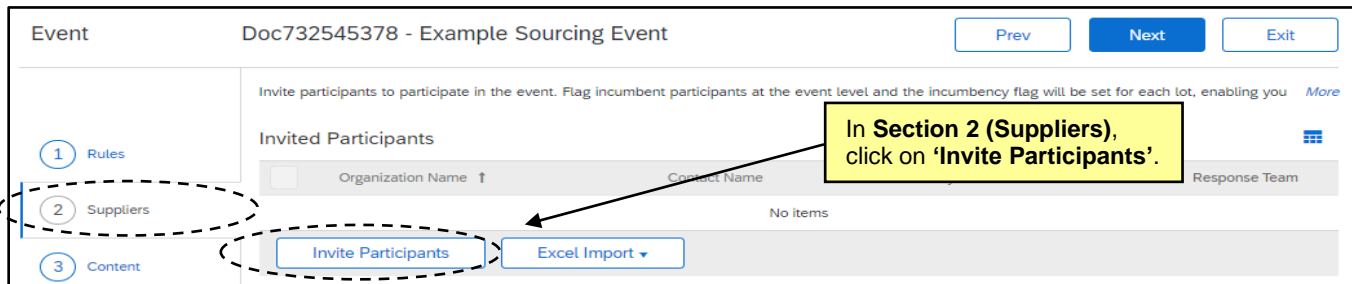 Event
Doc732545378 - Example Sourcing Event
Prev
Next
Exit
Invite participants to participate in the event. Flag incumbent participants at the event level and the incumbency flag will be set for each lot, enabling you More
Invited Participants
In Section 2 (Suppliers),
click on ‘Invite Participants’.
1 Rules
Organization Name ↑
Contact Name
Response Team
2 Suppliers
No items
Invite Participants
Excel Import ▾
3 Content